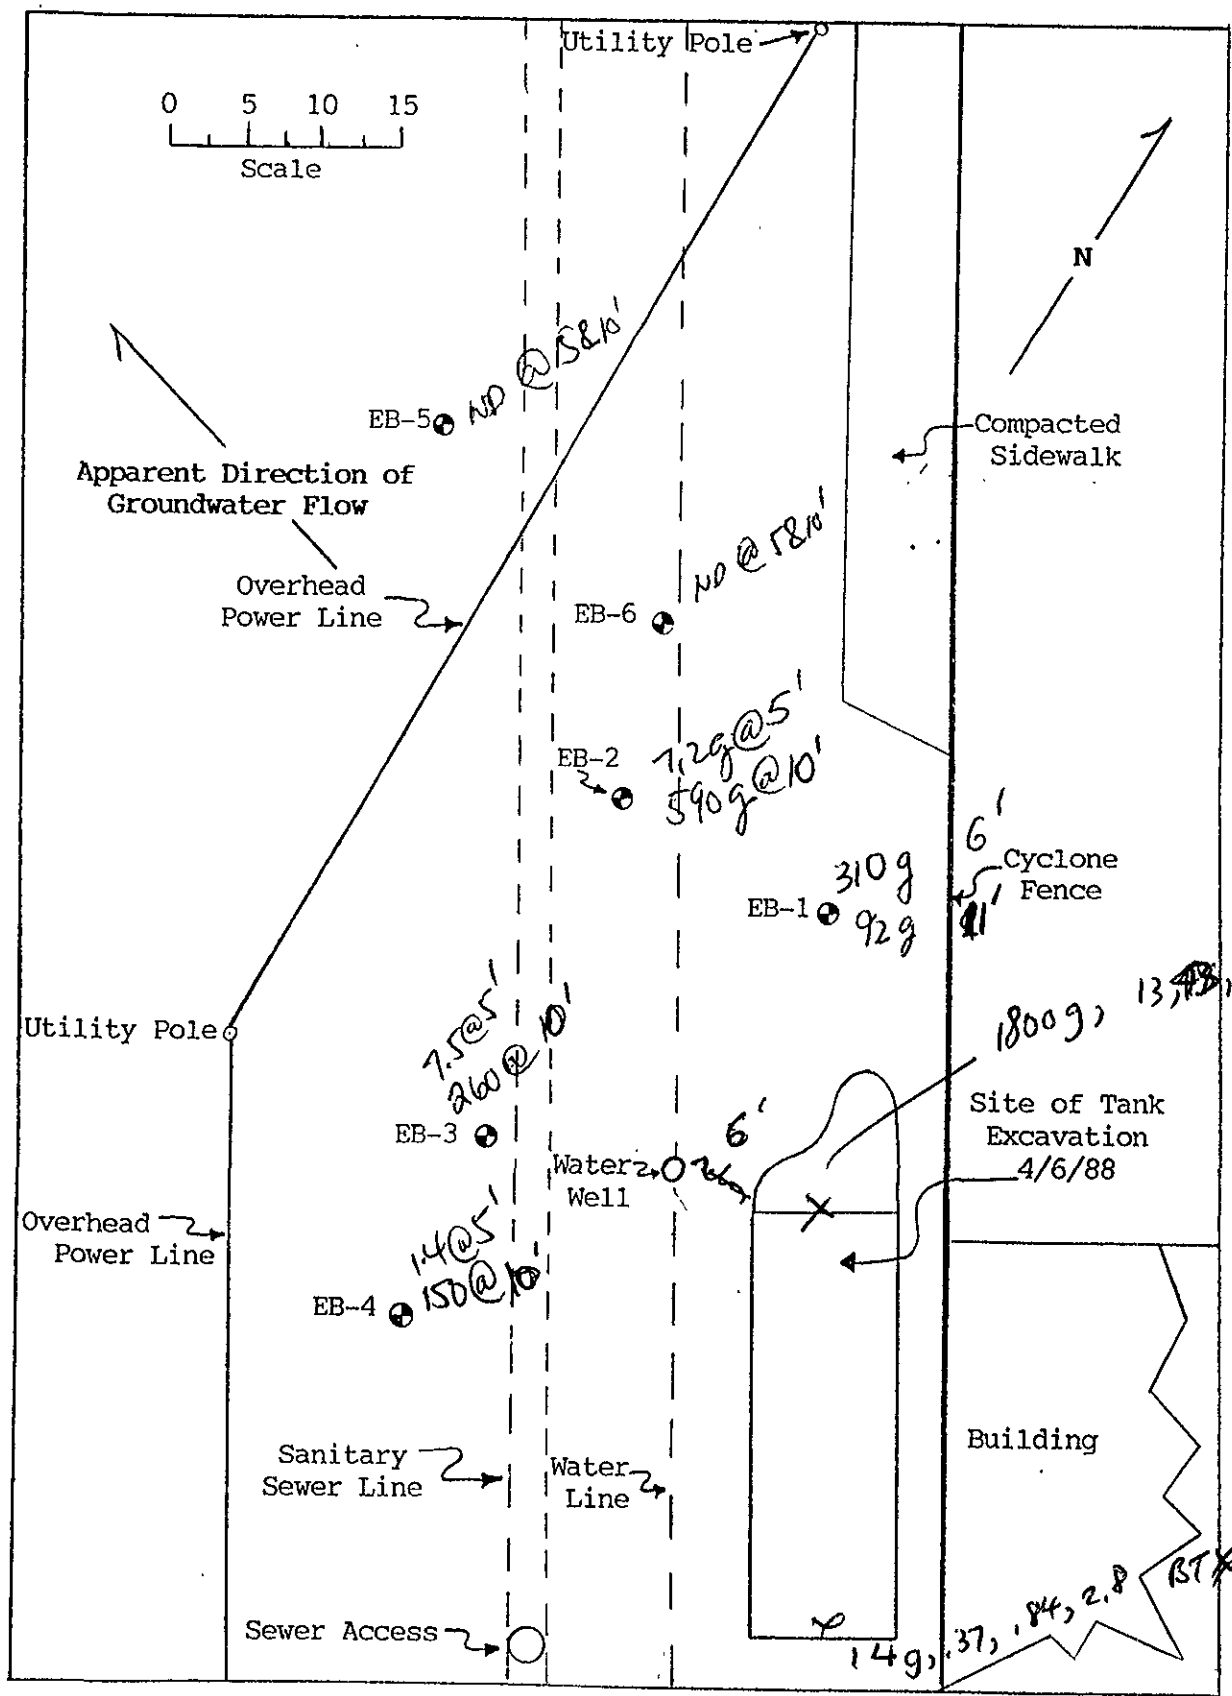 Utility Pole
0 5 10 15
Scale
N
ND @ 5&10'
EB-5
Compacted
Sidewalk
Apparent Direction of
Groundwater Flow
ND @ 5&10'
Overhead
Power Line
EB-6
EB-2
7.2g @ 5'
590g @ 10'
6'
310 g
Cyclone
Fence
EB-1
92g
11'
7.5 @ 5'
260 @ 10'
1800g, 13,
Utility Pole
EB-3
6'
Site of Tank
Excavation
4/6/88
Water
Well
Overhead
Power Line
1.4 @ 5'
150 @ 10'
EB-4
Building
Sanitary
Sewer Line
Water
Line
BTX
Sewer Access
14g, .37, .84, 2.8